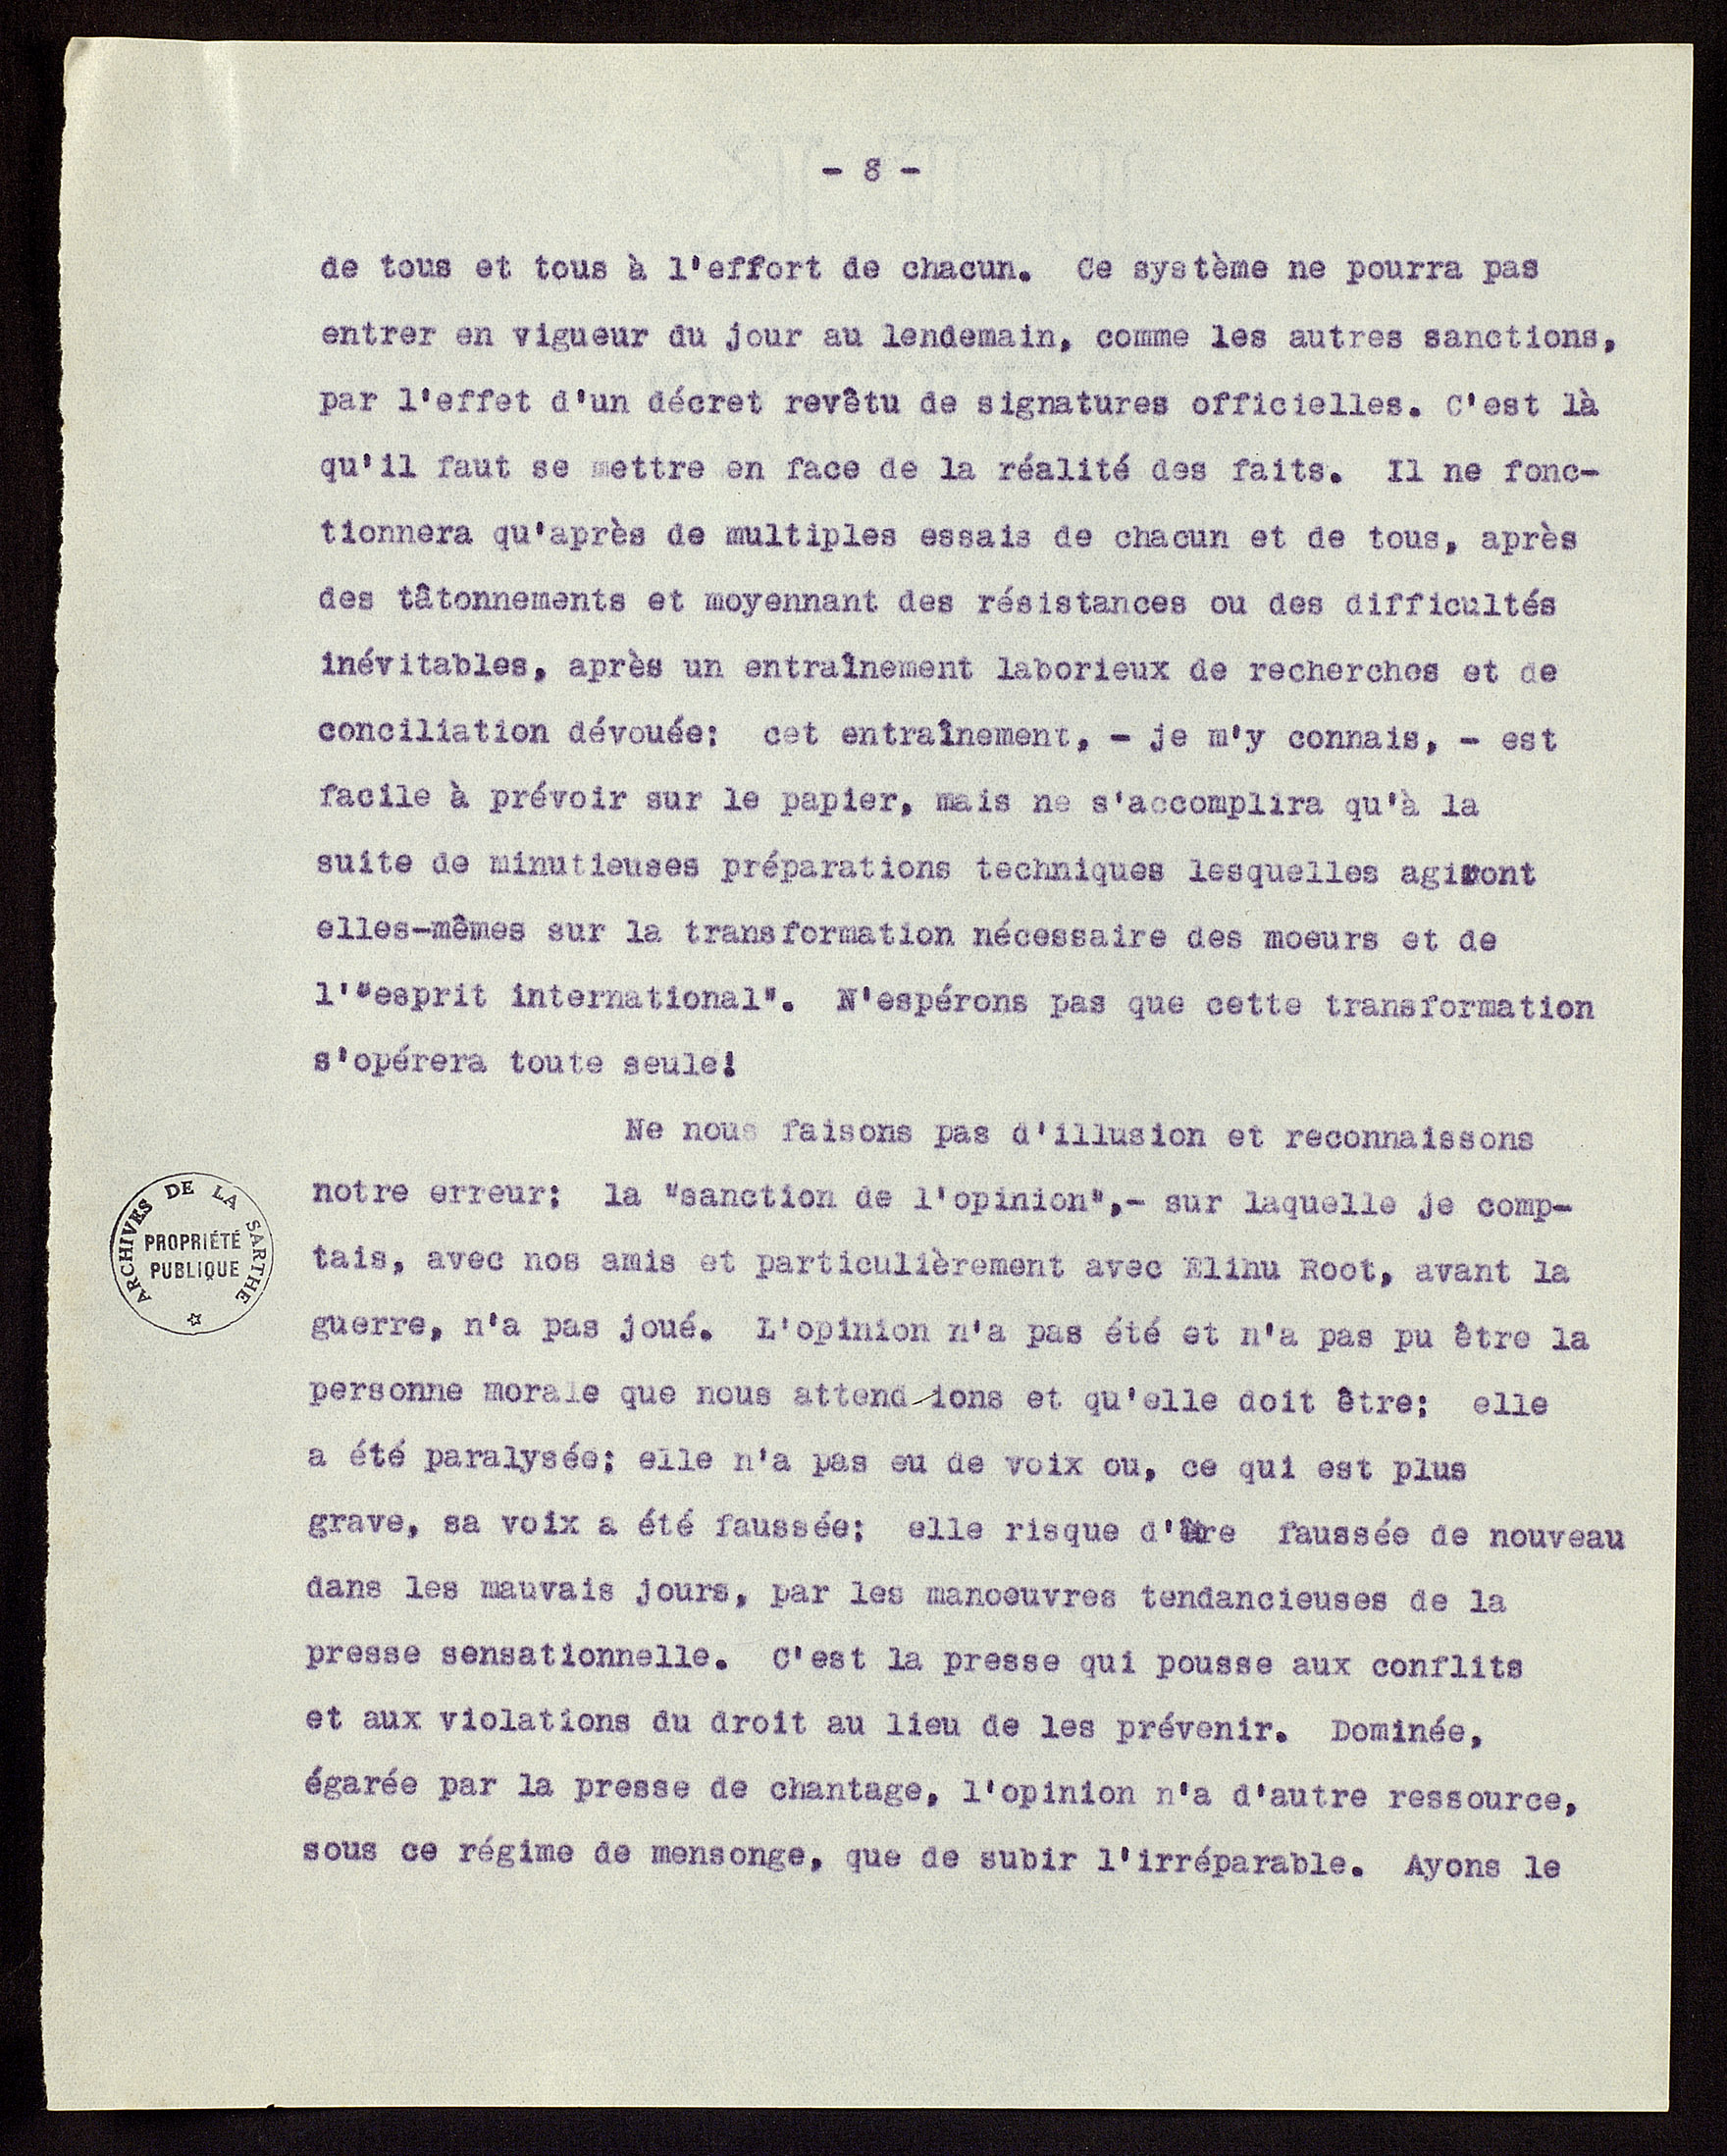 - 8 -
de tous et tous à l'effort de chacun. Ce système ne pourra pas
entrer en vigueur du jour au lendemain, comme les autres sanctions,
par l'effet d'un décret revêtu de signatures officielles. C'est là
qu'il faut se mettre en face de la réalité des faits. Il ne fonc-
tionnera qu'après de multiples essais de chacun et de tous, après
des tâtonnements et moyennant des résistances ou des difficultés
inévitables, après un entraînement laborieux de recherches et de
conciliation dévouée; cet entraînement, - je m'y connais, - est
facile à prévoir sur le papier, mais ne s'accomplira qu'à la
suite de minutieuses préparations techniques lesquelles agiront
elles-mêmes sur la transformation nécessaire des moeurs et de
l'"esprit international". N'espérons pas que cette transformation
s'opérera toute seule!
Ne nous faisons pas d'illusion et reconnaissons
notre erreur; la "sanction de l'opinion",- sur laquelle je comp-
tais, avec nos amis et particulièrement avec Elihu Root, avant la
guerre, n'a pas joué. L'opinion n'a pas été et n'a pas pu être la
personne morale que nous attendions et qu'elle doit être; elle
a été paralysée; elle n'a pas eu de voix ou, ce qui est plus
grave, sa voix a été faussée; elle risque d'être faussée de nouveau
dans les mauvais jours, par les manoeuvres tendancieuses de la
presse sensationnelle. C'est la presse qui pousse aux conflits
et aux violations du droit au lieu de les prévenir. Dominée,
égarée par la presse de chantage, l'opinion n'a d'autre ressource,
sous ce régime de mensonge, que de subir l'irréparable. Ayons le
ARCHIVES DE LA SARTHE
PROPRIÉTÉ
PUBLIQUE